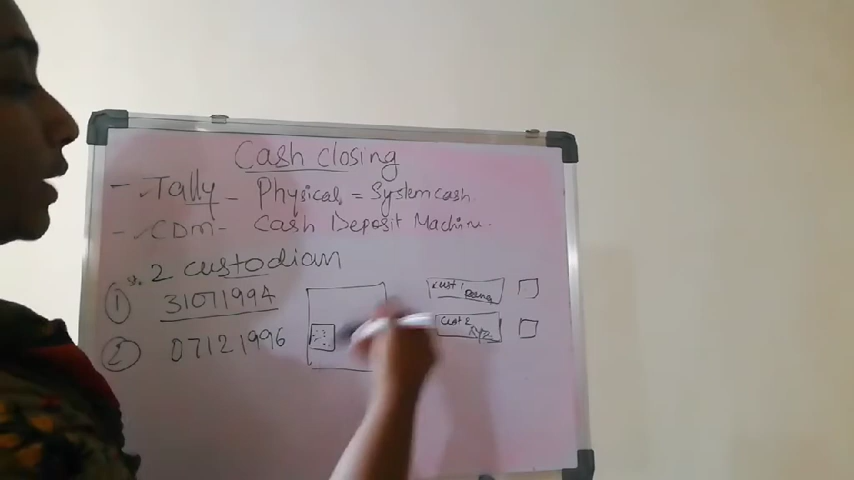 Cash closing
- ✓Tally - Physical = System cash.
- ✓CDM - Cash Deposit Machine.
2 custodian
1 31071994
2 07121996
cust 1
cust 2
xyz